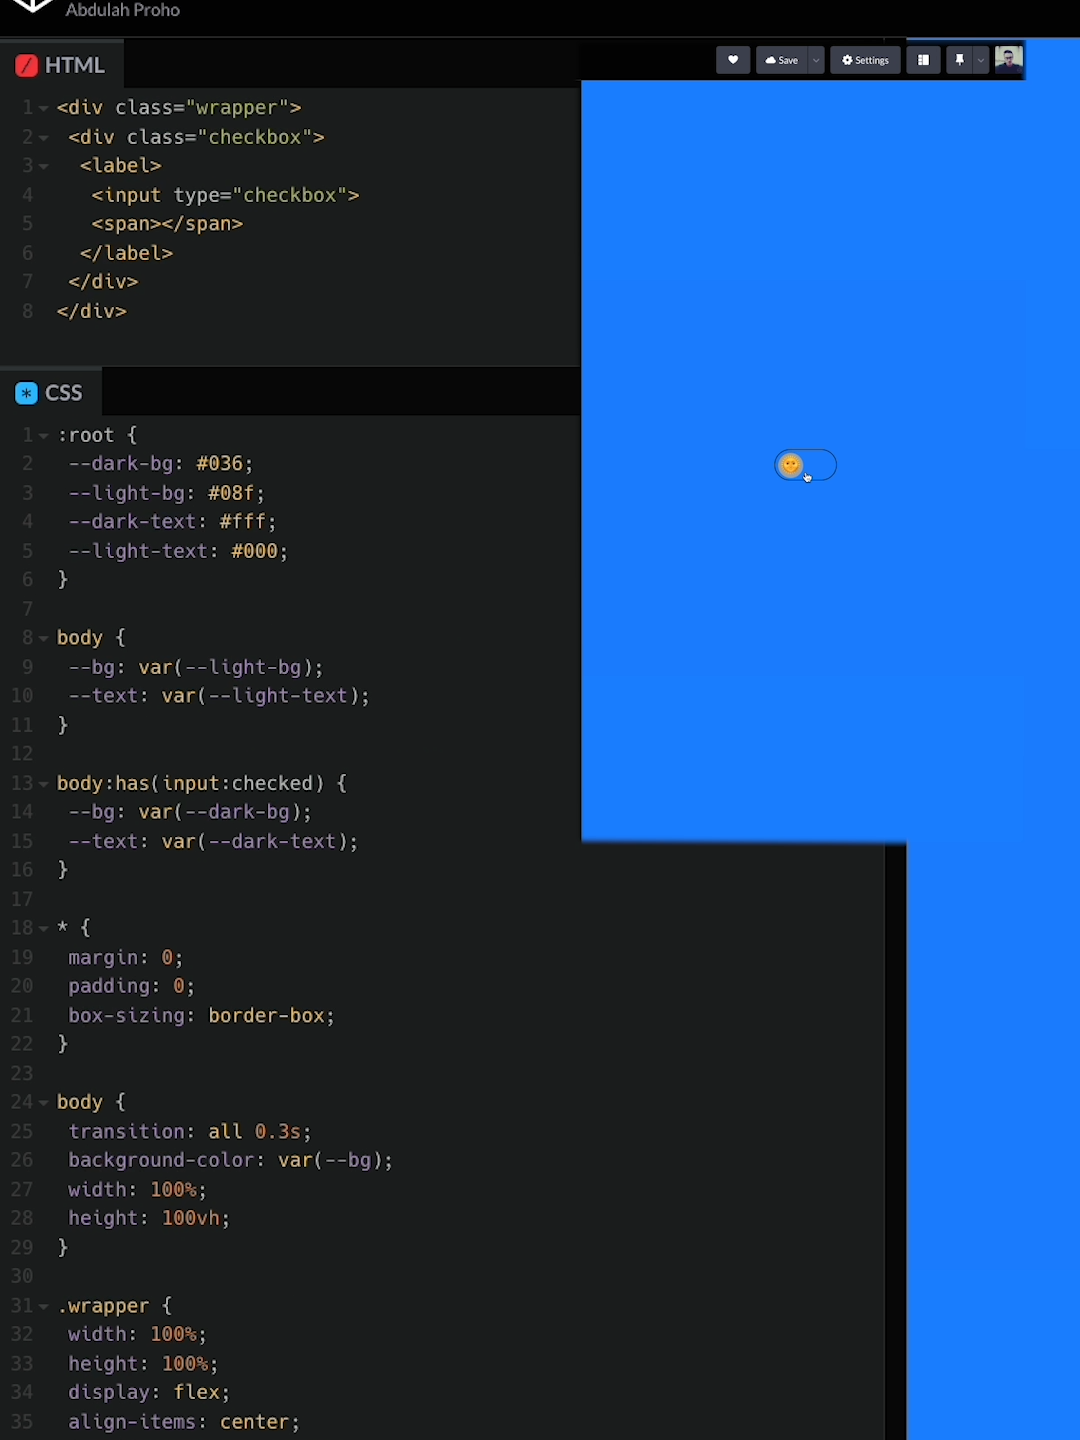 Abdulah Proho
HTML
Save
Settings
1 <div class="wrapper">
2 <div class="checkbox">
3 <label>
4 <input type="checkbox">
5 <span></span>
6 </label>
7 </div>
8 </div>
CSS
1 :root {
2 --dark-bg: #036;
3 --light-bg: #08f;
4 --dark-text: #fff;
5 --light-text: #000;
6 }
7
8 body {
9 --bg: var(--light-bg);
10 --text: var(--light-text);
11 }
12
13 body:has(input:checked) {
14 --bg: var(--dark-bg);
15 --text: var(--dark-text);
16 }
17
18 * {
19 margin: 0;
20 padding: 0;
21 box-sizing: border-box;
22 }
23
24 body {
25 transition: all 0.3s;
26 background-color: var(--bg);
27 width: 100%;
28 height: 100vh;
29 }
30
31 .wrapper {
32 width: 100%;
33 height: 100%;
34 display: flex;
35 align-items: center;